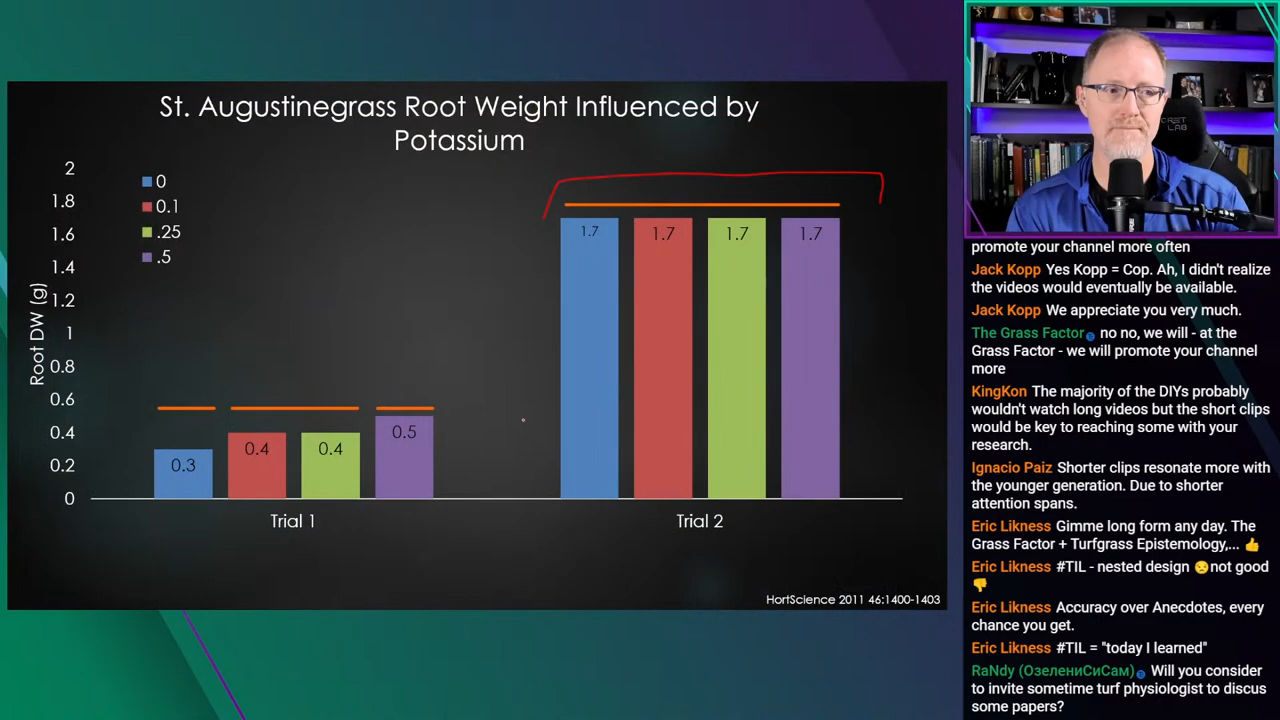 St. Augustinegrass Root Weight Influenced by
Potassium
2
1.8
1.6
1.4
1.2
1
0.8
0.6
0.4
0.2
0
Root DW (g)
0
0.1
.25
.5
0.3
0.4
0.4
0.5
1.7
1.7
1.7
1.7
Trial 1
Trial 2
HortScience 2011 46:1400-1403
CRET
LAB
promote your channel more often
Jack Kopp Yes Kopp = Cop. Ah, I didn't realize
the videos would eventually be available.
Jack Kopp We appreciate you very much.
The Grass Factor no no, we will - at the
Grass Factor - we will promote your channel
more
KingKon The majority of the DIYs probably
wouldn't watch long videos but the short clips
would be key to reaching some with your
research.
Ignacio Paiz Shorter clips resonate more with
the younger generation. Due to shorter
attention spans.
Eric Likness Gimme long form any day. The
Grass Factor + Turfgrass Epistemology,... 👍
Eric Likness #TIL - nested design 😒not good
👎
Eric Likness Accuracy over Anecdotes, every
chance you get.
Eric Likness #TIL = "today I learned"
RaNdy (ОзелениСиСам) Will you consider
to invite sometime turf physiologist to discus
some papers?